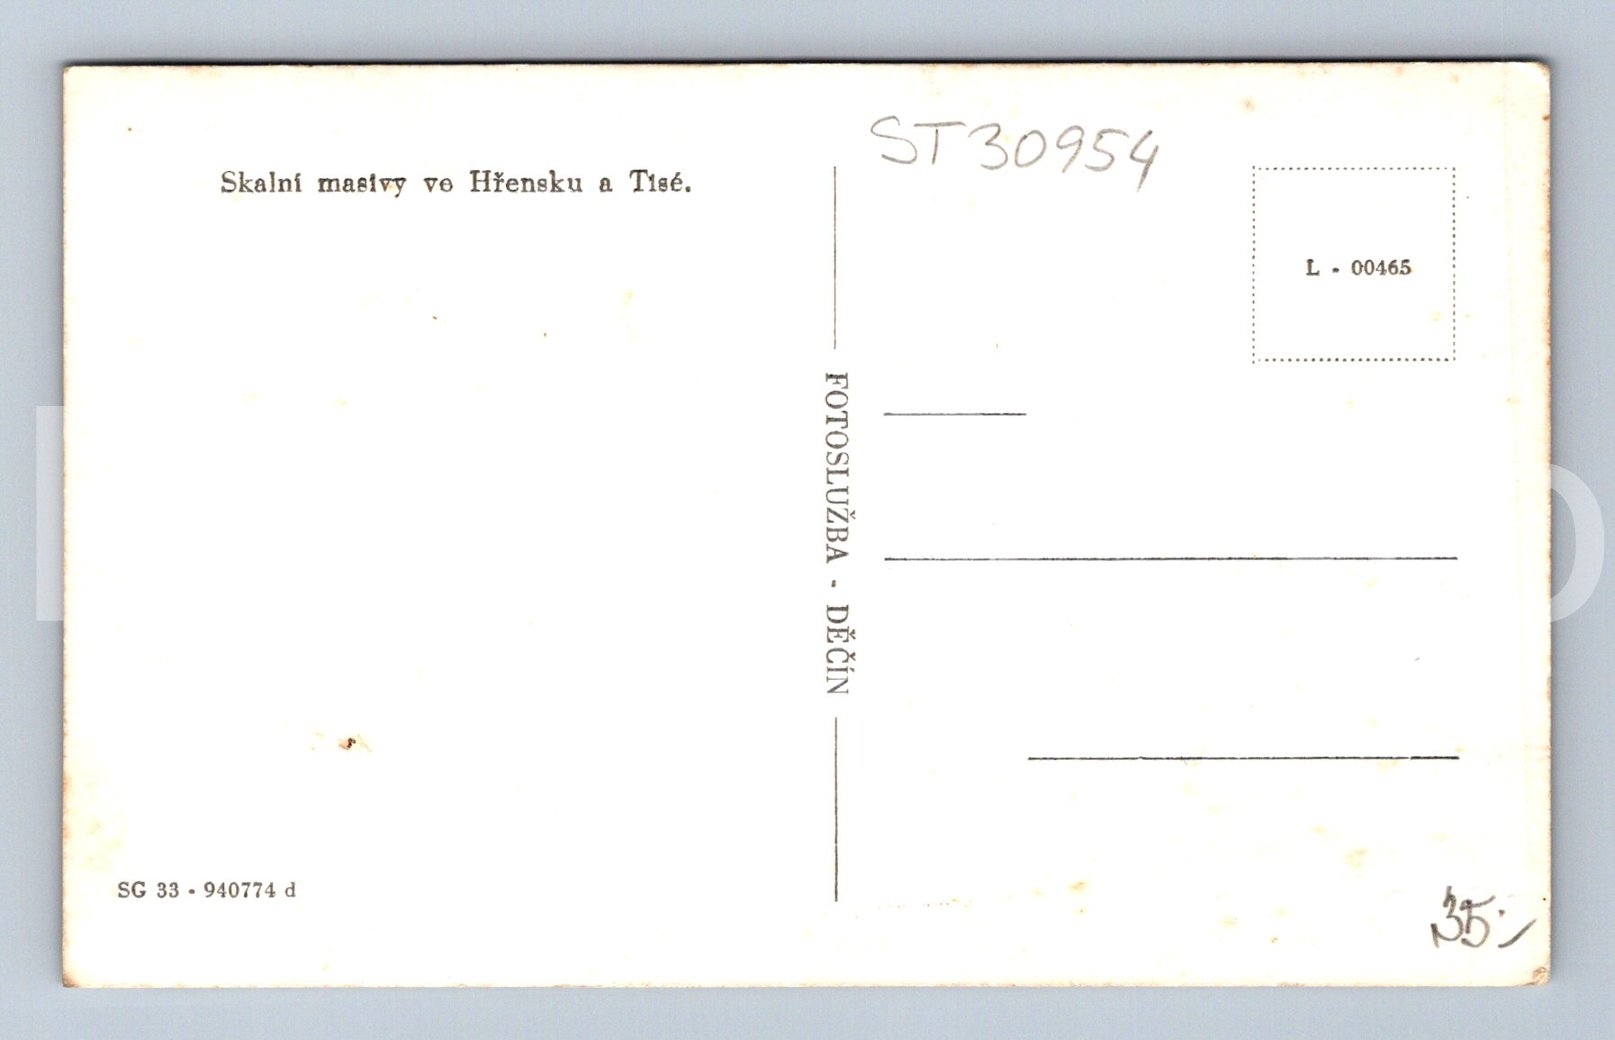 Skalní masivy ve Hřensku a Tisé.
ST30954
L - 00465
FOTOSLUŽBA - DĚČÍN
SG 33 - 940774 d
35.-